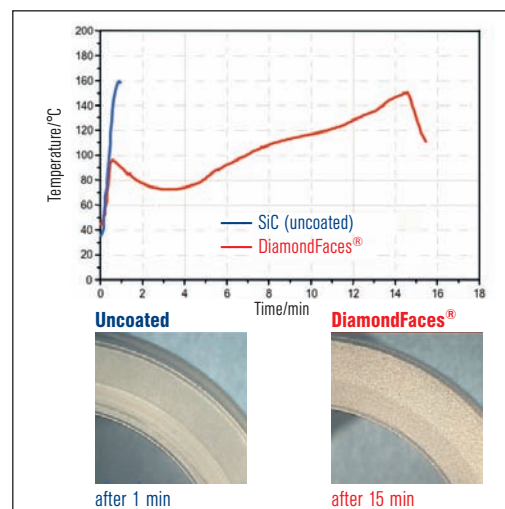 200
180
160
140
120
100
80
60
40
20
0
Temperature/°C
SiC (uncoated)
DiamondFaces®
0 2 4 6 8 10 12 14 16 18
Time/min
Uncoated DiamondFaces®
after 1 min after 15 min